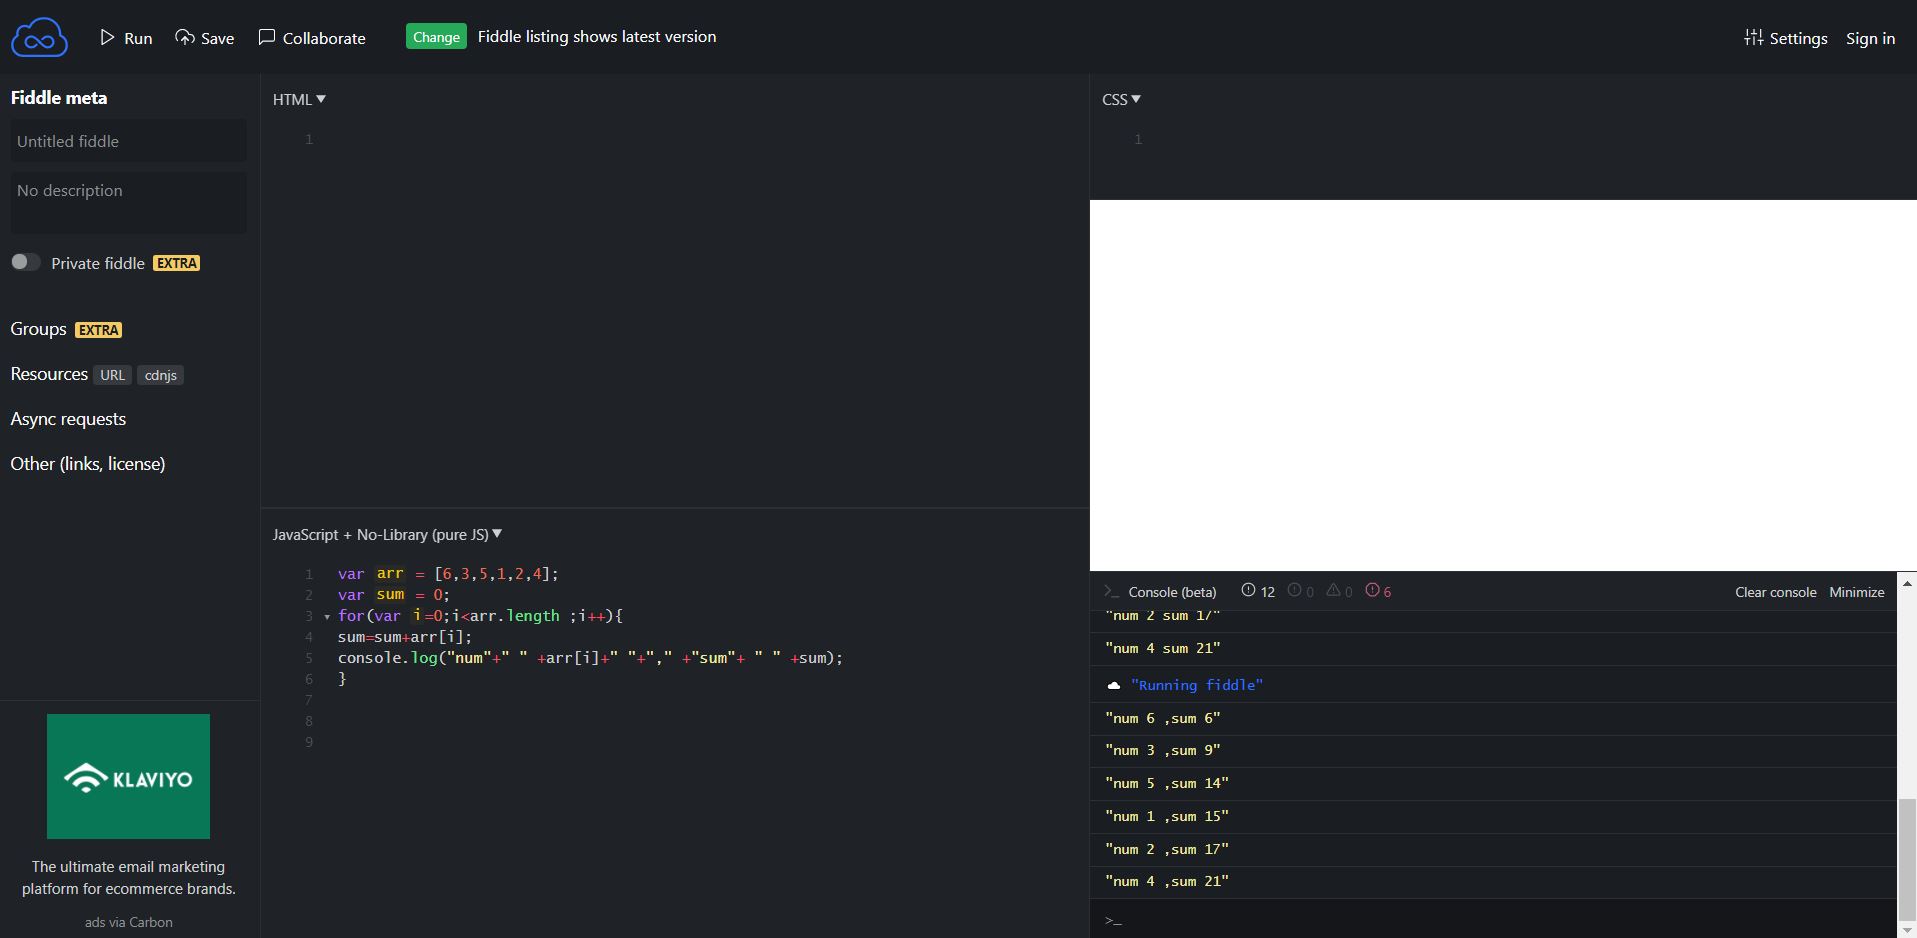 Run Save Collaborate Change Fiddle listing shows latest version Settings Sign in
Fiddle meta
Untitled fiddle
No description
Private fiddle EXTRA
Groups EXTRA
Resources URL cdnjs
Async requests
Other (links, license)
KLAVIYO
The ultimate email marketing
platform for ecommerce brands.
ads via Carbon
HTML
1
JavaScript + No-Library (pure JS)
1 var arr = [6,3,5,1,2,4];
2 var sum = 0;
3 for(var i=0;i<arr.length ;i++){
4 sum=sum+arr[i];
5 console.log("num"+" " +arr[i]+" "+"," +"sum"+ " " +sum);
6 }
7
8
9
CSS
1
>_ Console (beta) 12 0 0 6 Clear console Minimize
"num 2 sum 17"
"num 4 sum 21"
"Running fiddle"
"num 6 ,sum 6"
"num 3 ,sum 9"
"num 5 ,sum 14"
"num 1 ,sum 15"
"num 2 ,sum 17"
"num 4 ,sum 21"
>_